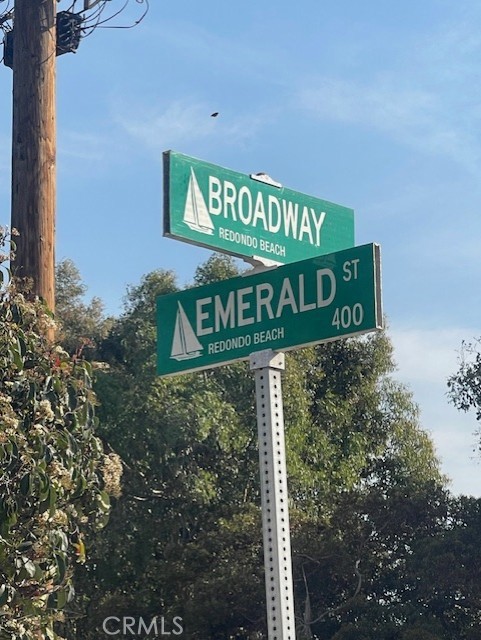 BROADWAY
REDONDO BEACH
EMERALD ST
REDONDO BEACH 400
CRMLS